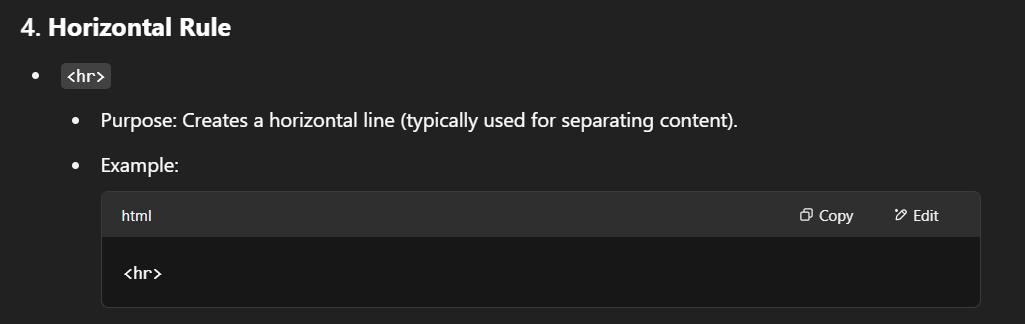 4. Horizontal Rule
<hr>
Purpose: Creates a horizontal line (typically used for separating content).
Example:
html Copy Edit
<hr>